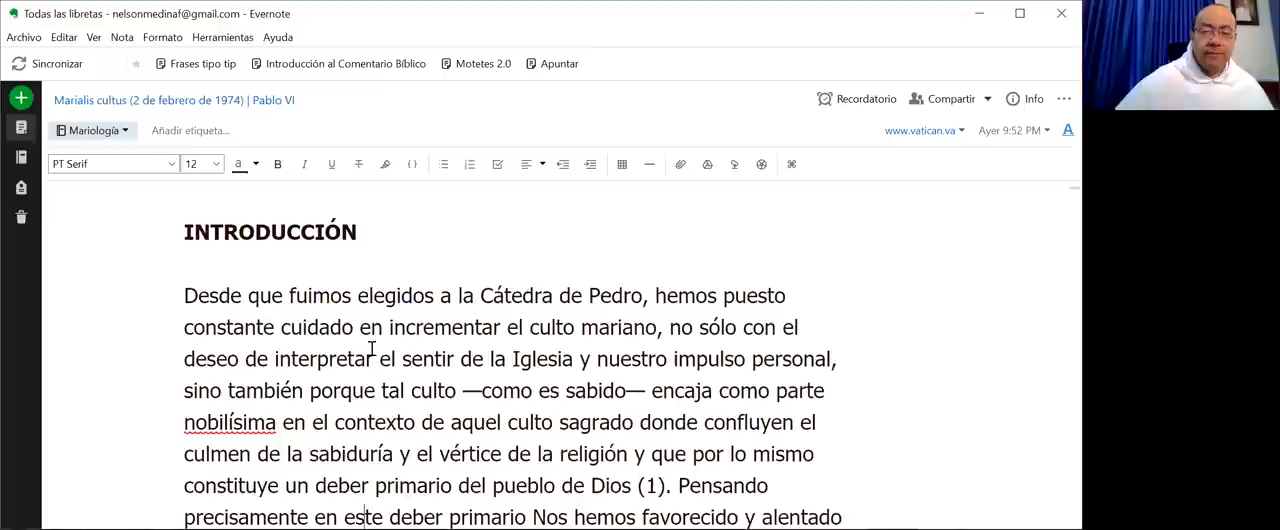 Todas las libretas - nelsonmedinaf@gmail.com - Evernote
Archivo Editar Ver Nota Formato Herramientas Ayuda
Sincronizar Frases tipo tip Introducción al Comentario Bíblico Motetes 2.0 Apuntar
Marialis cultus (2 de febrero de 1974) | Pablo VI Recordatorio Compartir Info
Mariología Añadir etiqueta... www.vatican.va Ayer 9:52 PM A
PT Serif 12 a B I U T
INTRODUCCIÓN
Desde que fuimos elegidos a la Cátedra de Pedro, hemos puesto
constante cuidado en incrementar el culto mariano, no sólo con el
deseo de interpretar el sentir de la Iglesia y nuestro impulso personal,
sino también porque tal culto —como es sabido— encaja como parte
nobilísima en el contexto de aquel culto sagrado donde confluyen el
culmen de la sabiduría y el vértice de la religión y que por lo mismo
constituye un deber primario del pueblo de Dios (1). Pensando
precisamente en este deber primario Nos hemos favorecido y alentado